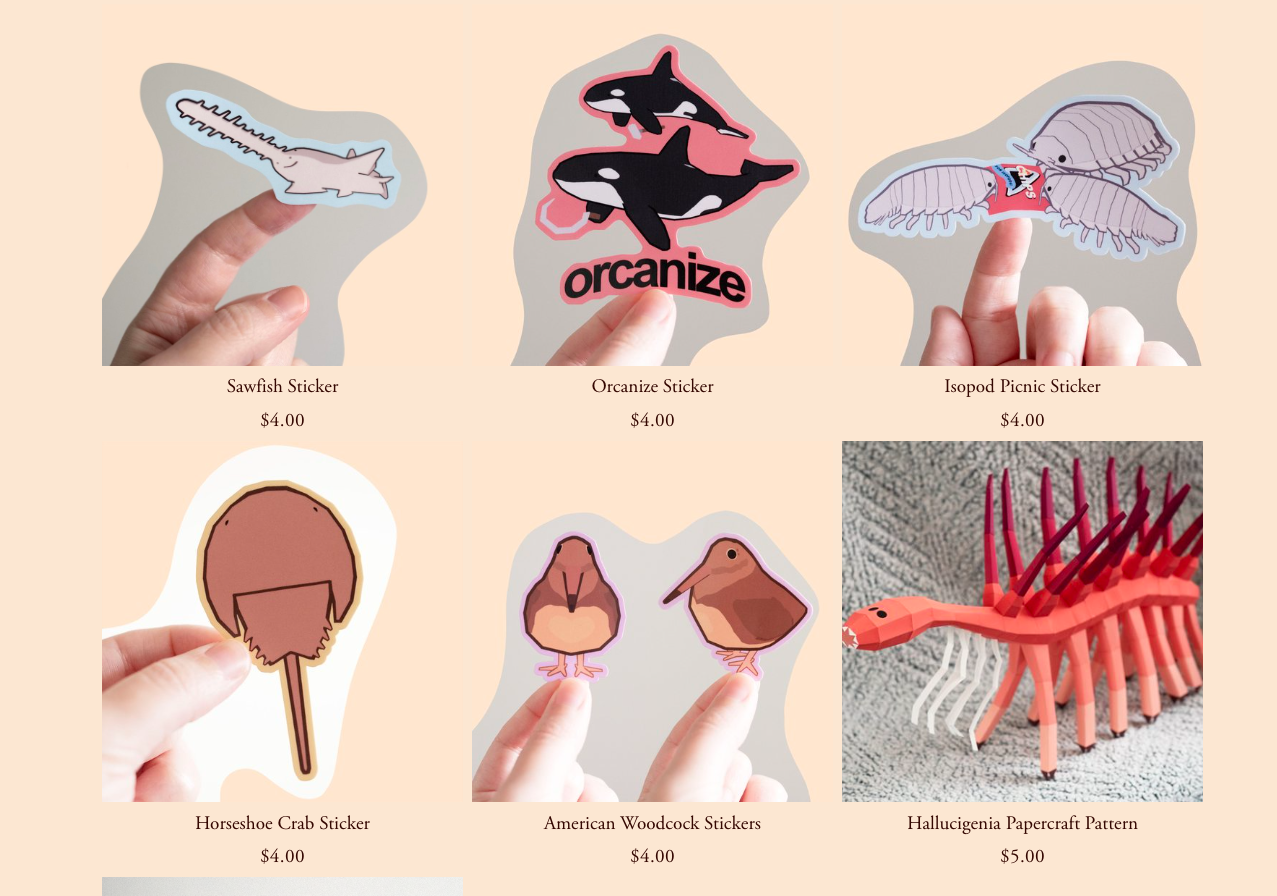 orcanize
Sawfish Sticker
Orcanize Sticker
Isopod Picnic Sticker
$4.00
$4.00
$4.00
Horseshoe Crab Sticker
American Woodcock Stickers
Hallucigenia Papercraft Pattern
$4.00
$4.00
$5.00